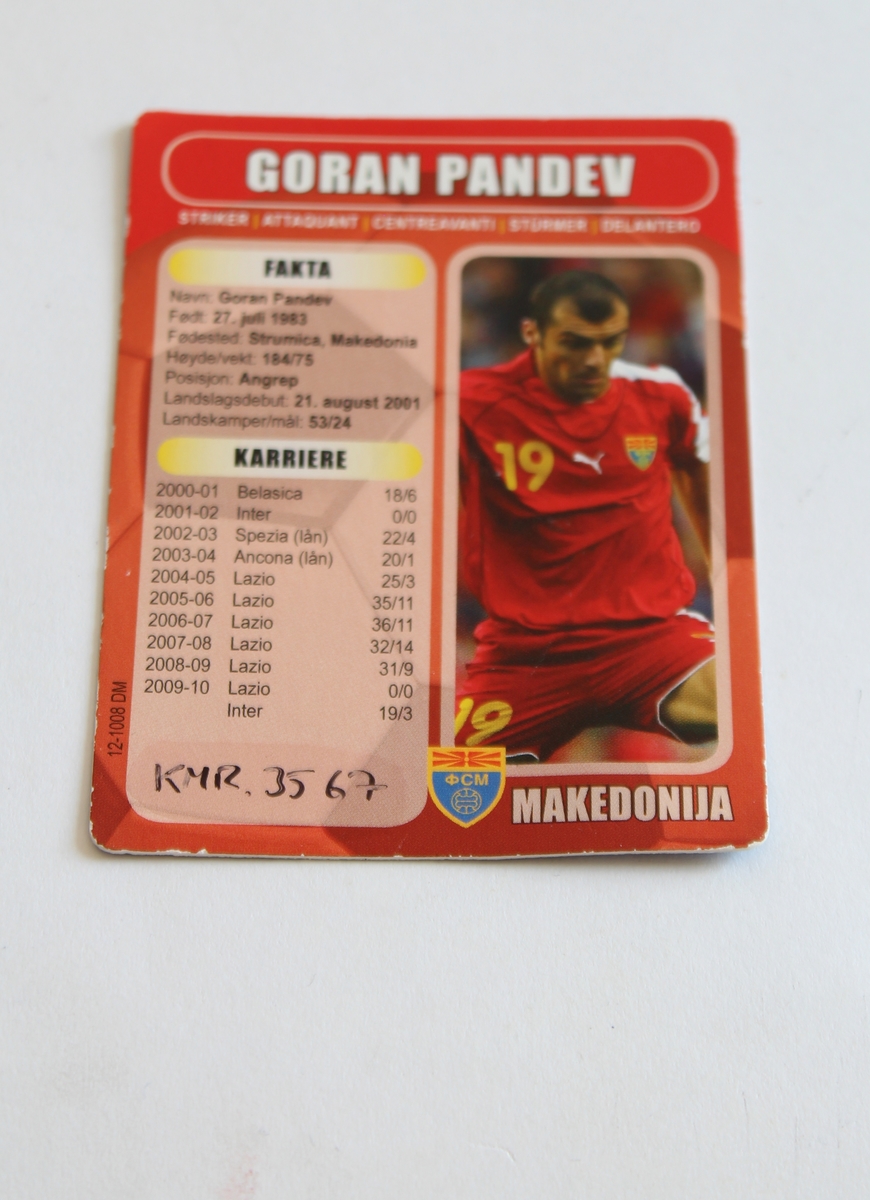 GORAN PANDEV
STRIKER | ATTAQUANT | CENTREAVANTI | STÜRMER | DELANTERO
FAKTA
Navn: Goran Pandev
Født: 27. juli 1983
Fødested: Strumica, Makedonia
Høyde/vekt: 184/75
Posisjon: Angrep
Landslagsdebut: 21. august 2001
Landskamper/mål: 53/24
KARRIERE
2000-01 Belasica 18/6
2001-02 Inter 0/0
2002-03 Spezia (lån) 22/4
2003-04 Ancona (lån) 20/1
2004-05 Lazio 25/3
2005-06 Lazio 35/11
2006-07 Lazio 36/11
2007-08 Lazio 32/14
2008-09 Lazio 31/9
2009-10 Lazio 0/0
Inter 19/3
12-1008 DM
KMR. 35 67
19
19
ФСМ
MAKEDONIJA